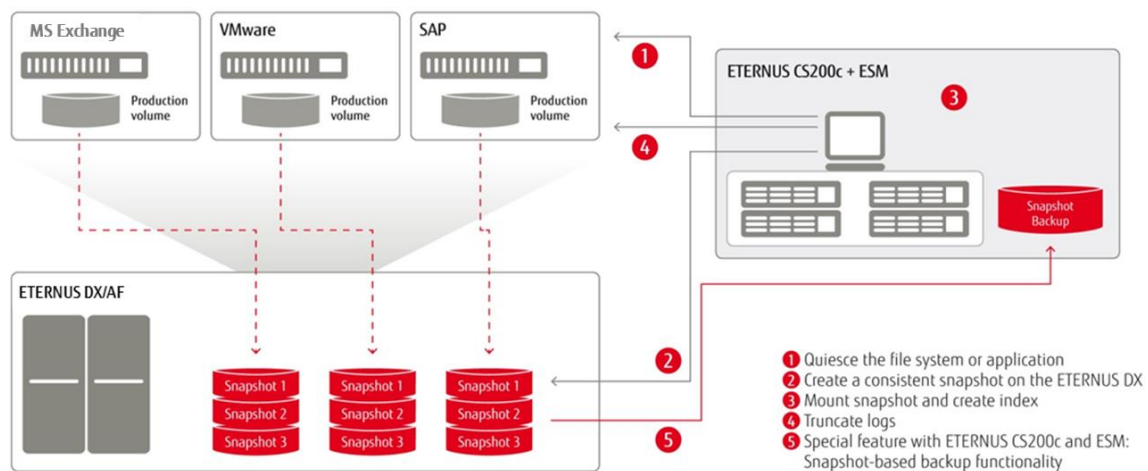 MS Exchange
Production
volume
VMware
Production
volume
SAP
Production
volume
1
4
ETERNUS CS200c + ESM
3
Snapshot
Backup
ETERNUS DX/AF
Snapshot 1
Snapshot 2
Snapshot 3
Snapshot 1
Snapshot 2
Snapshot 3
Snapshot 1
Snapshot 2
Snapshot 3
2
5
1 Quiesce the file system or application
2 Create a consistent snapshot on the ETERNUS DX
3 Mount snapshot and create index
4 Truncate logs
5 Special feature with ETERNUS CS200c and ESM:
Snapshot-based backup functionality